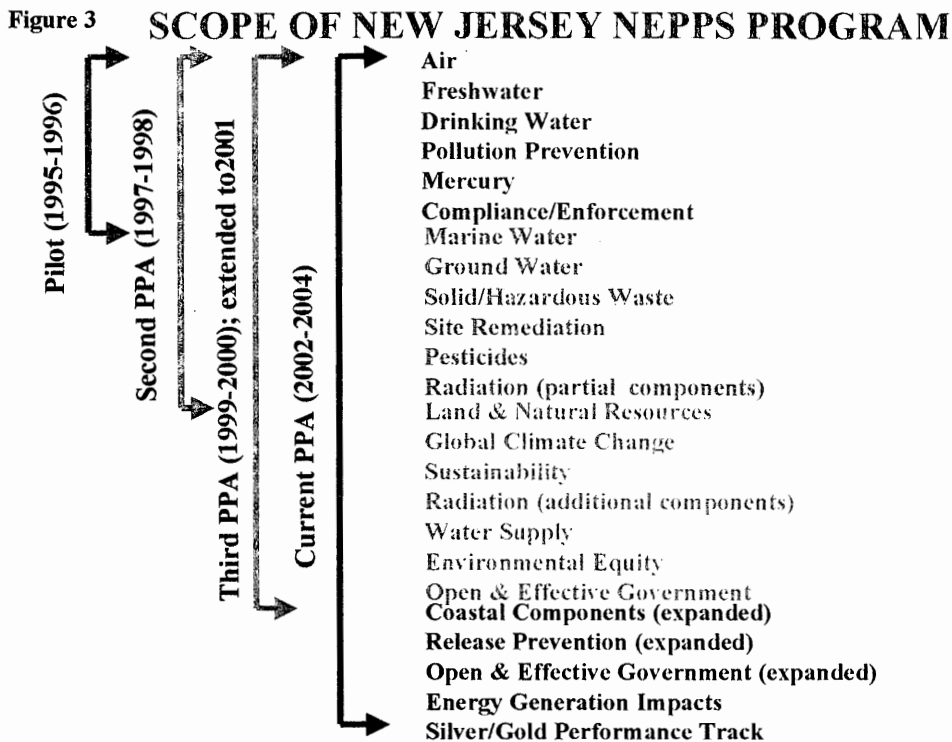 Figure 3
SCOPE OF NEW JERSEY NEPPS PROGRAM
Pilot (1995-1996)
Second PPA (1997-1998)
Third PPA (1999-2000); extended to2001
Current PPA (2002-2004)
Air
Freshwater
Drinking Water
Pollution Prevention
Mercury
Compliance/Enforcement
Marine Water
Ground Water
Solid/Hazardous Waste
Site Remediation
Pesticides
Radiation (partial components)
Land & Natural Resources
Global Climate Change
Sustainability
Radiation (additional components)
Water Supply
Environmental Equity
Open & Effective Government
Coastal Components (expanded)
Release Prevention (expanded)
Open & Effective Government (expanded)
Energy Generation Impacts
Silver/Gold Performance Track